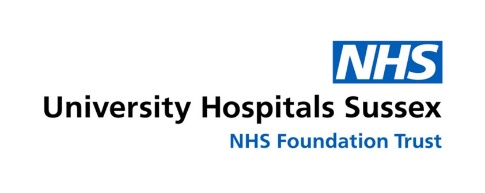 NHS
University Hospitals Sussex
NHS Foundation Trust